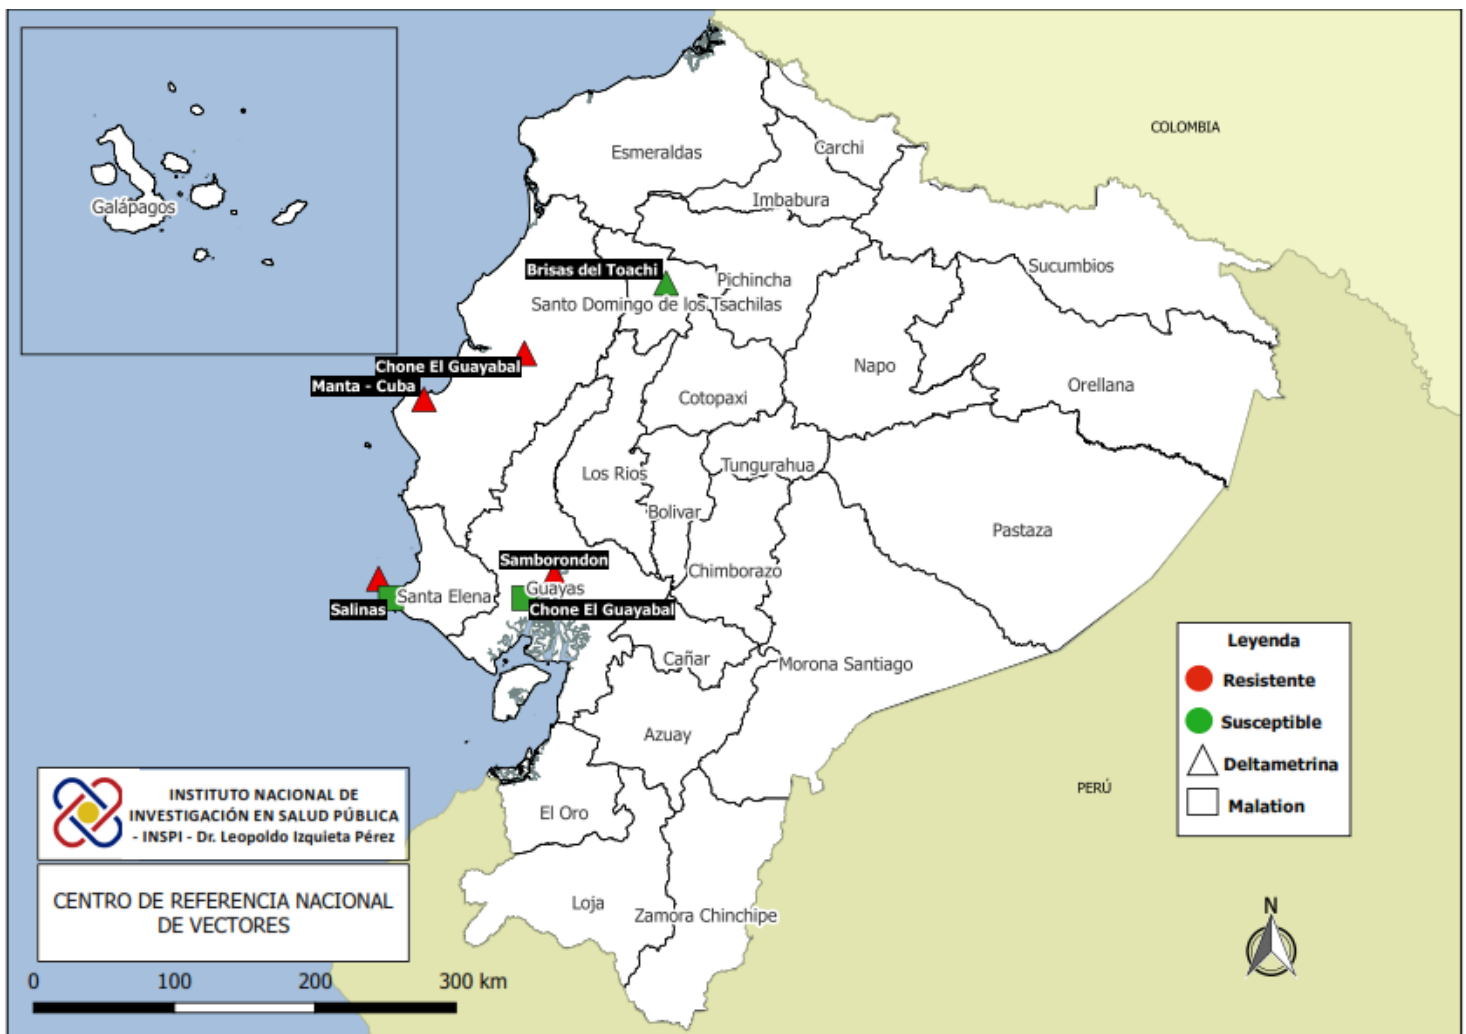 COLOMBIA
Esmeraldas
Carchi
Imbabura
Galápagos
Sucumbios
Brisas del Toachi
Pichincha
Santo Domingo de los Tsachilas
Chone El Guayabal
Manta - Cuba
Napo
Orellana
Cotopaxi
Los Rios
Tungurahua
Bolivar
Pastaza
Samborondon
Chimborazo
Guayas
Santa Elena
Salinas
Chone El Guayabal
Cañar
Morona Santiago
Azuay
El Oro
Loja
Zamora Chinchipe
PERÚ
Leyenda
Resistente
Susceptible
Deltametrina
Malation
INSTITUTO NACIONAL DE
INVESTIGACIÓN EN SALUD PÚBLICA
- INSPI - Dr. Leopoldo Izquieta Pérez
CENTRO DE REFERENCIA NACIONAL
DE VECTORES
N
0 100 200 300 km